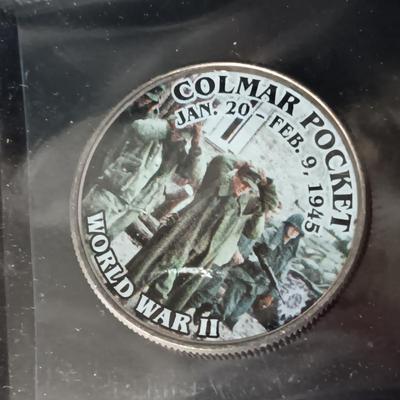 COLMAR POCKET
JAN. 20 – FEB. 9, 1945
WORLD WAR II